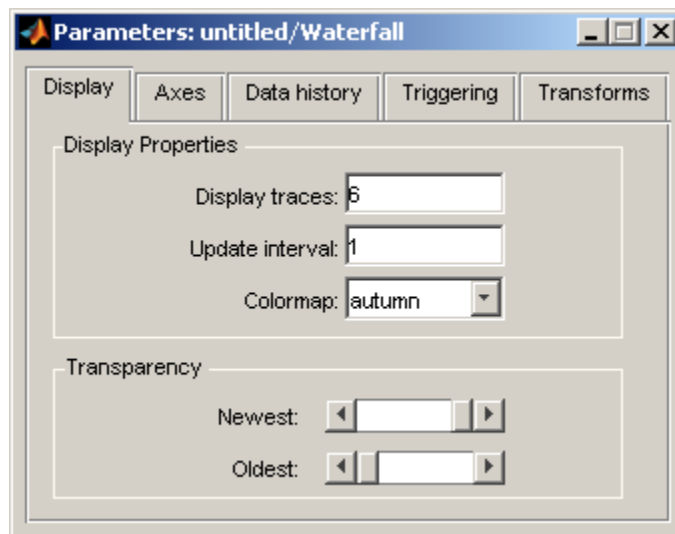 Parameters: untitled/Waterfall
Display Axes Data history Triggering Transforms
Display Properties
Display traces: 6
Update interval: 1
Colormap: autumn
Transparency
Newest:
Oldest: